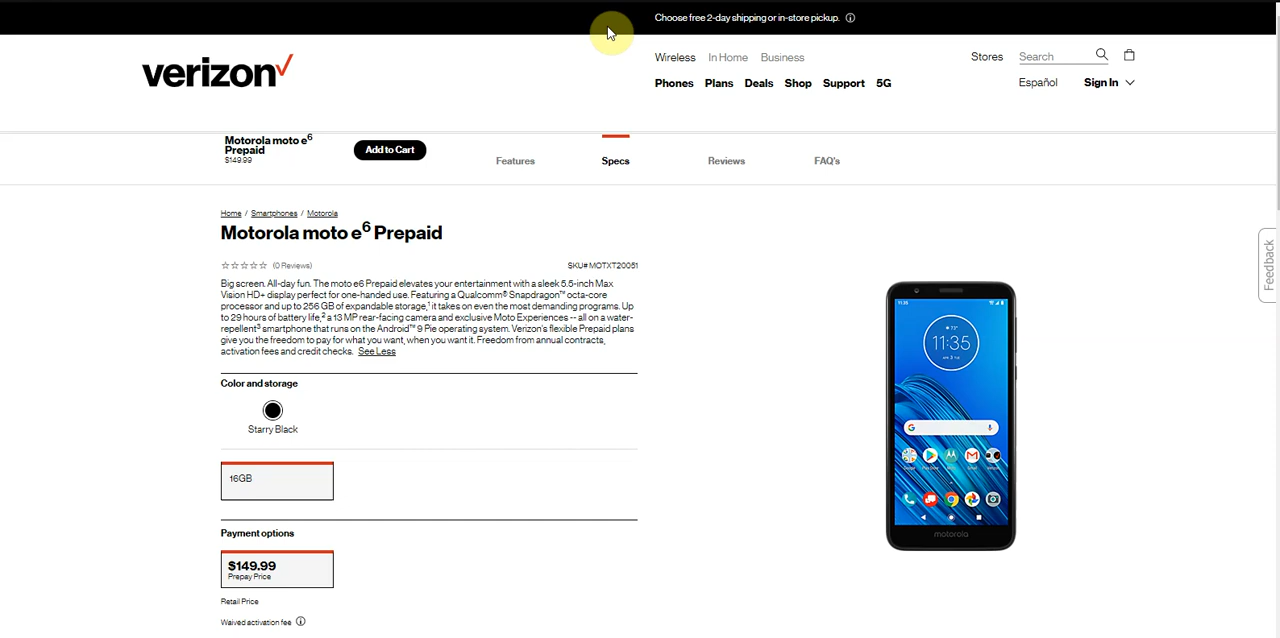 Choose free 2-day shipping or in-store pickup.
Wireless In Home Business
Stores
Search
verizon
Phones Plans Deals Shop Support 5G
Español
Sign In
Motorola moto e6
Prepaid
$149.99
Add to Cart
Features
Specs
Reviews
FAQ's
Home / Smartphones / Motorola
Motorola moto e6 Prepaid
(0 Reviews)
SKU# MOTXT20051
Big screen. All-day fun. The moto e6 Prepaid elevates your entertainment with a sleek 5.5-inch Max
Vision HD+ display perfect for one-handed use. Featuring a Qualcomm® Snapdragon™ octa-core
processor and up to 256 GB of expandable storage,1 it takes on even the most demanding programs. Up
to 29 hours of battery life,2 a 13 MP rear-facing camera and exclusive Moto Experiences -- all on a water-
repellent3 smartphone that runs on the Android™ 9 Pie operating system. Verizon's flexible Prepaid plans
give you the freedom to pay for what you want, when you want it. Freedom from annual contracts,
activation fees and credit checks. See Less
Color and storage
Starry Black
16GB
Payment options
$149.99
Prepay Price
Retail Price
Waived activation fee
Feedback
11:35
73°
11:35
motorola